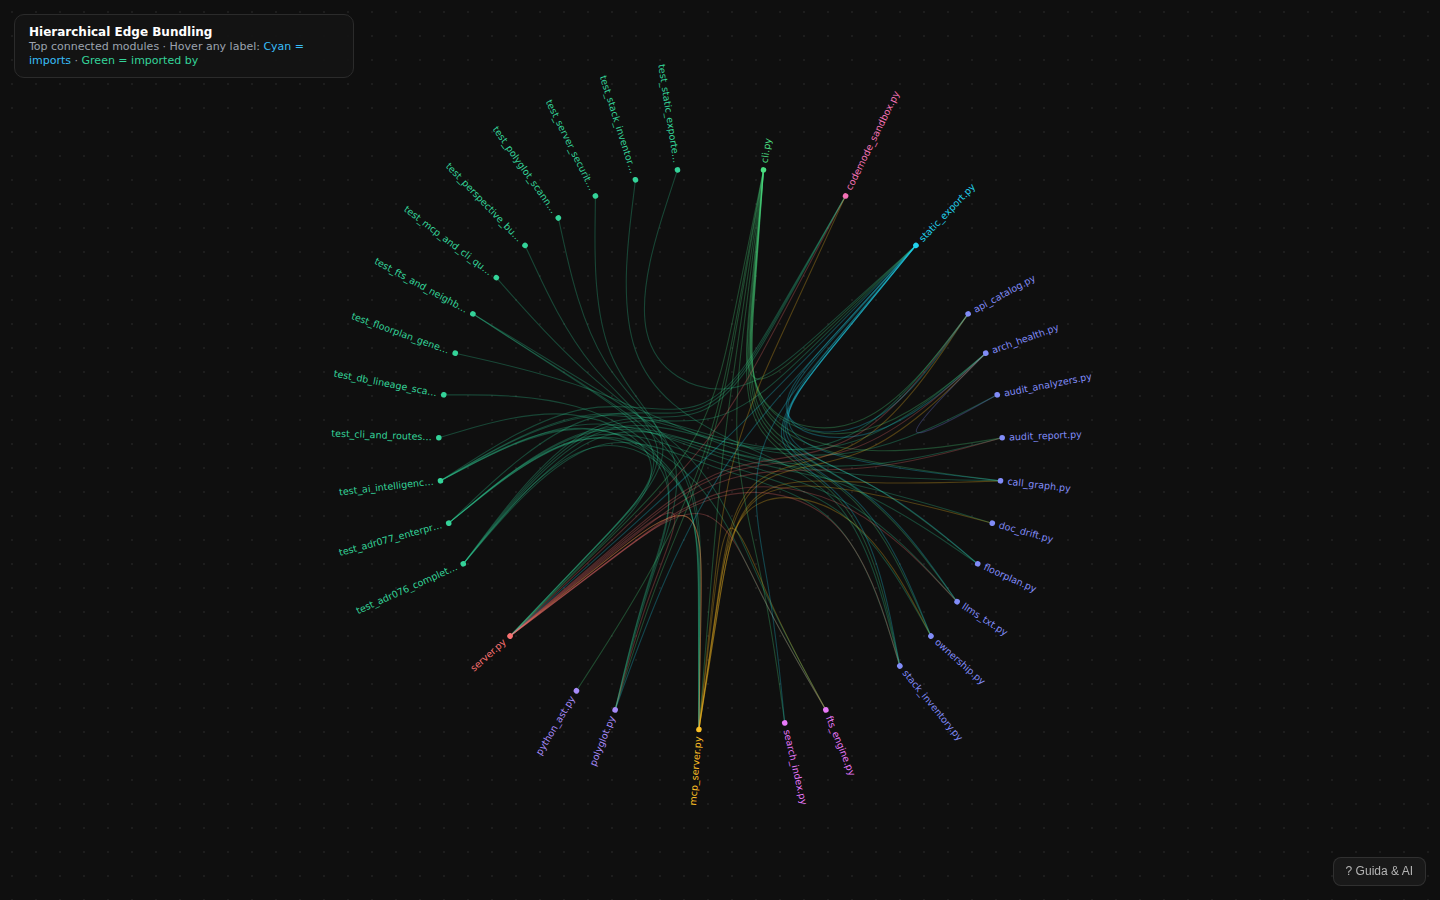 Hierarchical Edge Bundling
Top connected modules · Hover any label: Cyan =
imports · Green = imported by
test_static_exporte...
test_stack_inventor...
test_server_securit...
test_polyglot_scann...
test_perspective_bu...
test_mcp_and_cli_qu...
test_fts_and_neighb...
test_floorplan_gene...
test_db_lineage_sca...
test_cli_and_routes...
test_ai_intelligenc...
test_adr077_enterpr...
test_adr076_complet...
server.py
python_ast.py
polyglot.py
mcp_server.py
search_index.py
fts_engine.py
stack_inventory.py
ownership.py
llms_txt.py
floorplan.py
doc_drift.py
call_graph.py
audit_report.py
audit_analyzers.py
arch_health.py
api_catalog.py
static_export.py
codemode_sandbox.py
cli.py
? Guida & AI